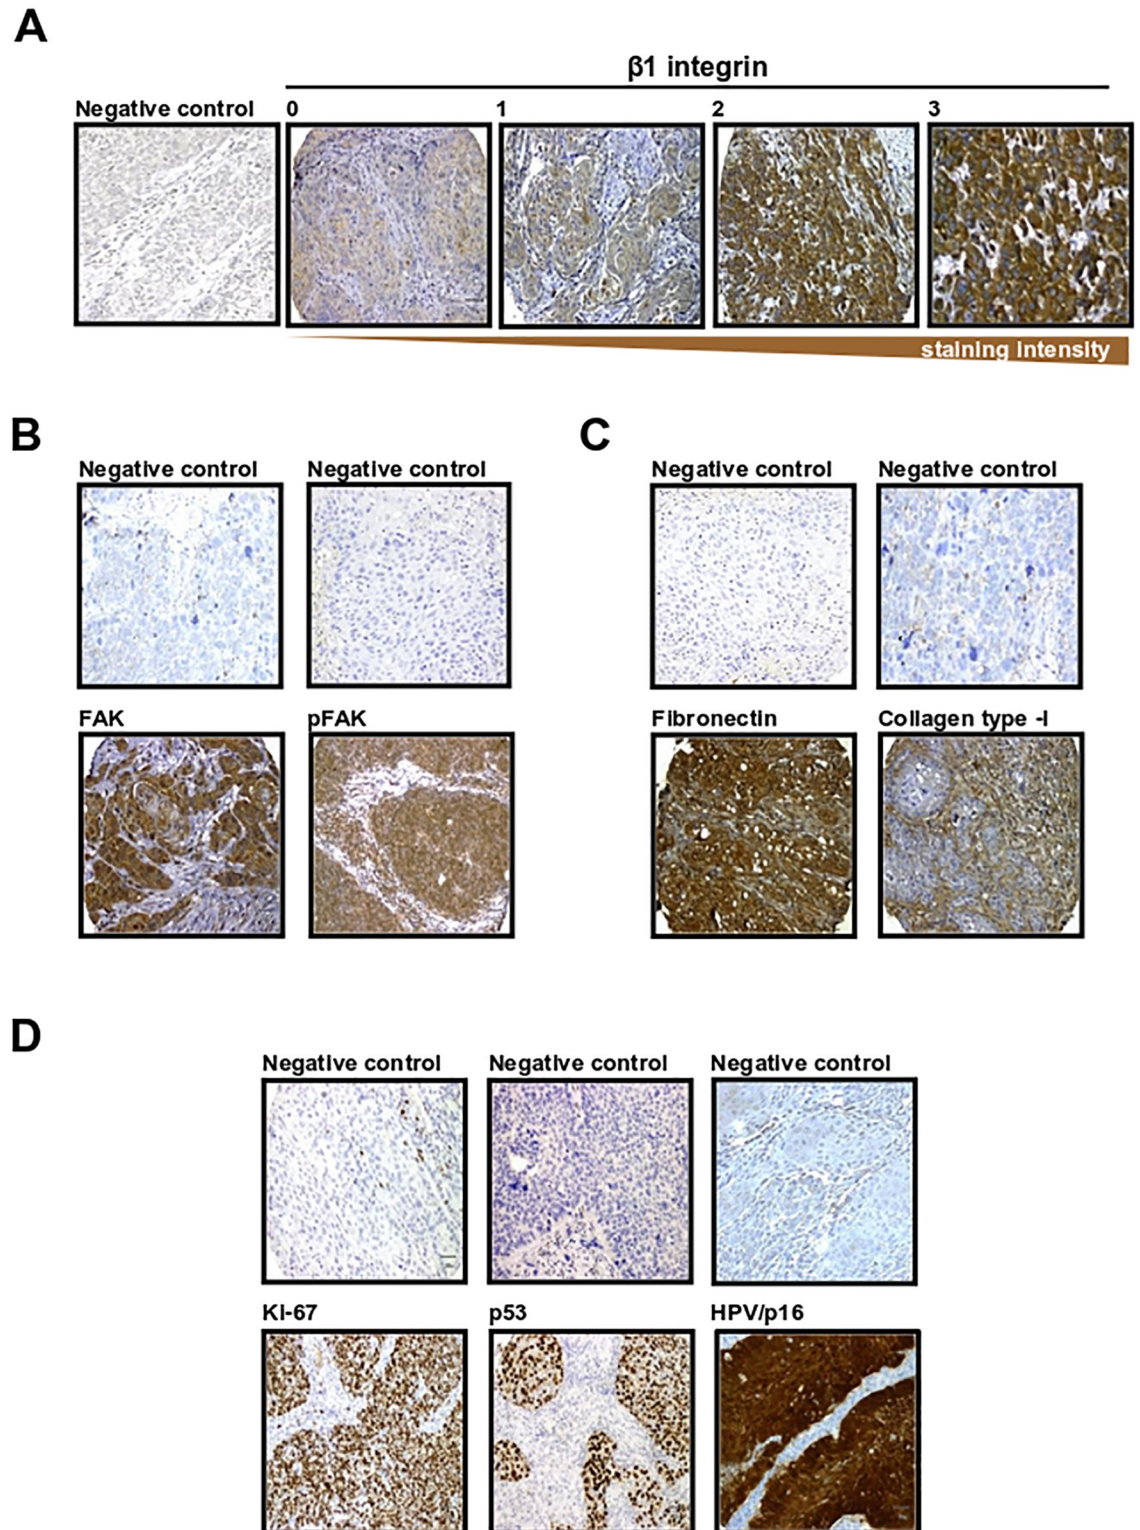 A
β1 integrin
Negative control 0 1 2 3
staining intensity
B C
Negative control Negative control Negative control Negative control
FAK pFAK Fibronectin Collagen type -I
D
Negative control Negative control Negative control
KI-67 p53 HPV/p16